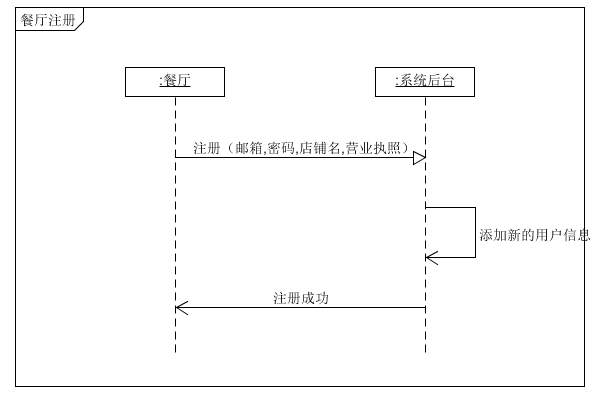 餐厅注册
:餐厅
:系统后台
注册（邮箱,密码,店铺名,营业执照）
添加新的用户信息
注册成功